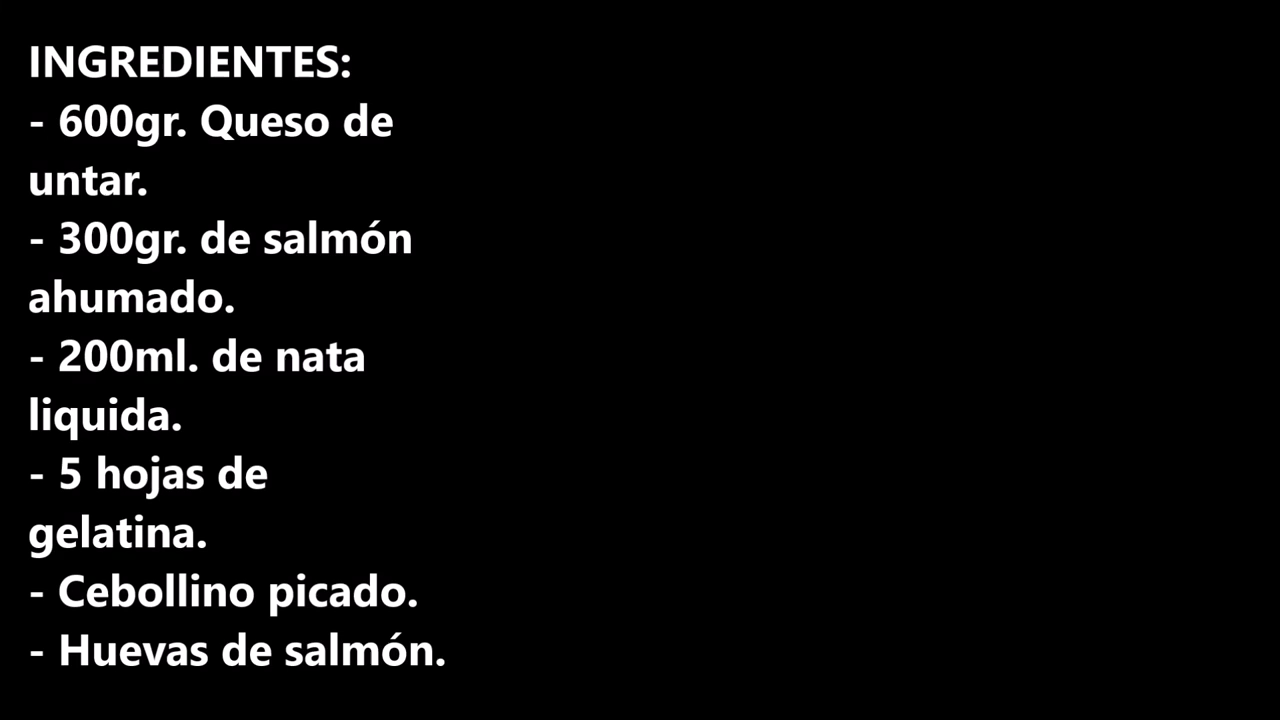 INGREDIENTES:
- 600gr. Queso de
untar.
- 300gr. de salmón
ahumado.
- 200ml. de nata
liquida.
- 5 hojas de
gelatina.
- Cebollino picado.
- Huevas de salmón.